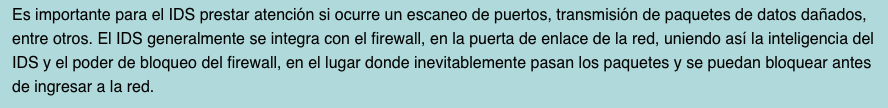 Es importante para el IDS prestar atención si ocurre un escaneo de puertos, transmisión de paquetes de datos dañados,
entre otros. El IDS generalmente se integra con el firewall, en la puerta de enlace de la red, uniendo así la inteligencia del
IDS y el poder de bloqueo del firewall, en el lugar donde inevitablemente pasan los paquetes y se puedan bloquear antes
de ingresar a la red.